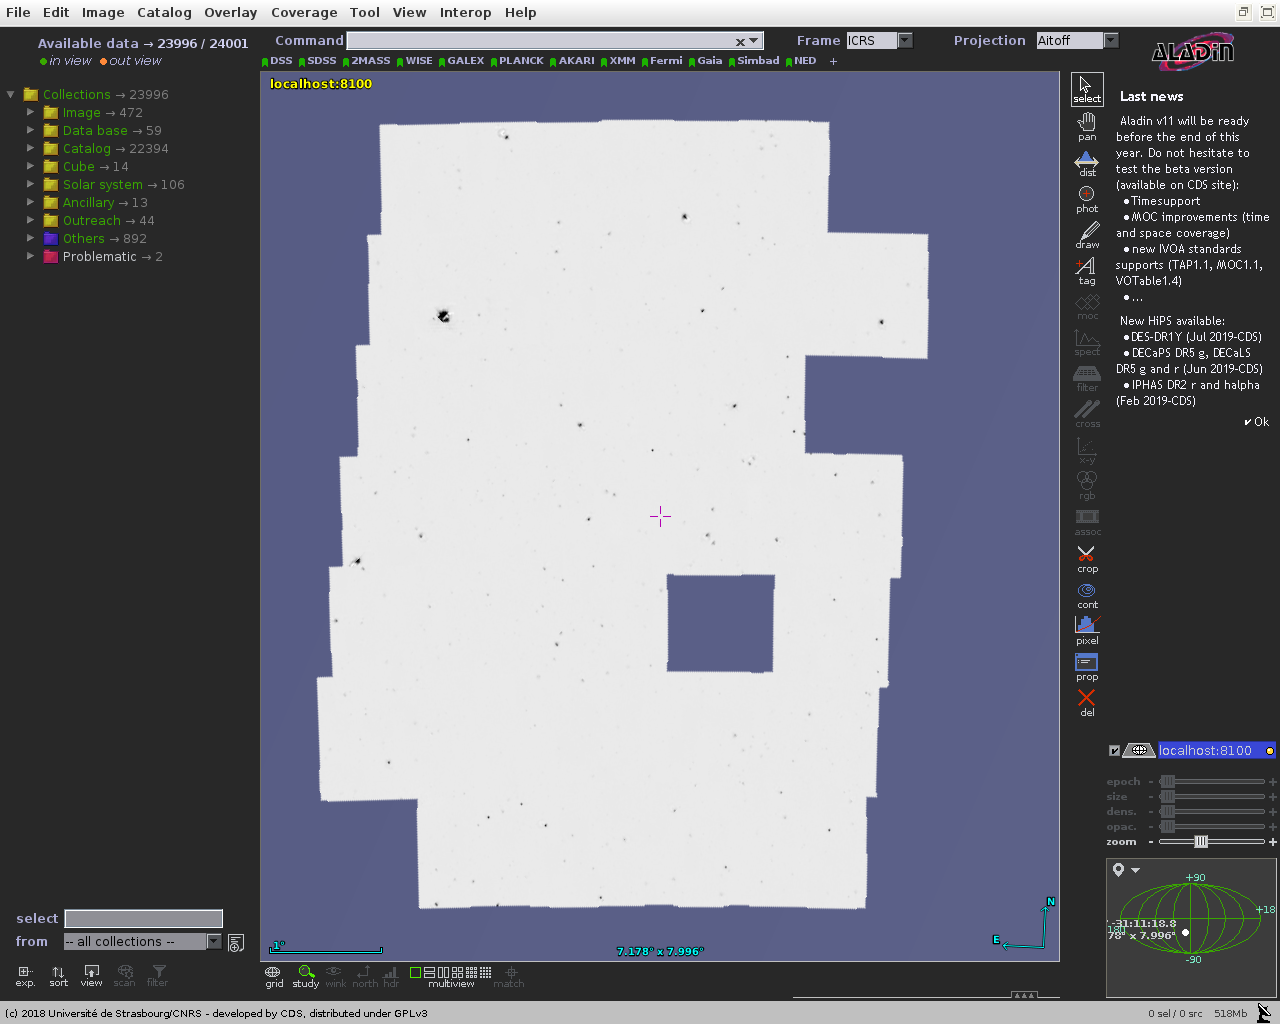 File Edit Image Catalog Overlay Coverage Tool View Interop Help
Available data → 23996 / 24001
in view out view
Command
Frame ICRS Projection Aitoff
DSS SDSS 2MASS WISE GALEX PLANCK AKARI XMM Fermi Gaia Simbad NED +
ALADIN
localhost:8100
Collections → 23996
Image → 472
Data base → 59
Catalog → 22394
Cube → 14
Solar system → 106
Ancillary → 13
Outreach → 44
Others → 892
Problematic → 2
select
pan
dist
phot
draw
tag
moc
spect
filter
cross
x-y
rgb
assoc
crop
cont
pixel
prop
del
Last news
Aladin v11 will be ready
before the end of this
year. Do not hesitate to
test the beta version
(available on CDS site):
•Timesupport
•MOC improvements (time
and space coverage)
•new IVOA standards
supports (TAP1.1, MOC1.1,
VOTable1.4)
•...
New HiPS available:
•DES-DR1Y (Jul 2019-CDS)
•DECaPS DR5 g, DECaLS
DR5 g and r (Jun 2019-CDS)
•IPHAS DR2 r and halpha
(Feb 2019-CDS)
✔ Ok
localhost:8100
epoch - +
size - +
dens. - +
opac. - +
zoom - +
+90
+18
-31:11:18.8
78° x 7.996°
-90
N
E
1°
7.178° x 7.996°
select
from -- all collections --
exp. sort view scan filter
grid study wink north hdr multiview match
(c) 2018 Université de Strasbourg/CNRS - developed by CDS, distributed under GPLv3
0 sel / 0 src 518Mb